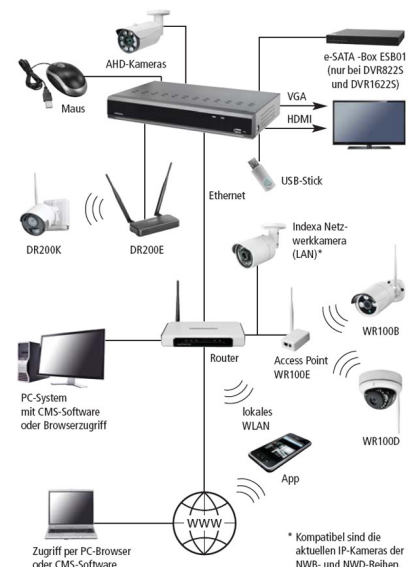 AHD-Kameras
e-SATA -Box ESB01
(nur bei DVR822S
und DVR1622S)
Maus
VGA
HDMI
USB-Stick
Ethernet
DR200K
DR200E
Indexa Netz-
werkkamera
(LAN)*
WR100B
Router
Access Point
WR100E
PC-System
mit CMS-Software
oder Browserzugriff
lokales
WLAN
WR100D
App
WWW
Zugriff per PC-Browser
oder CMS-Software
* Kompatibel sind die
aktuellen IP-Kameras der
NWB- und NWD-Reihen